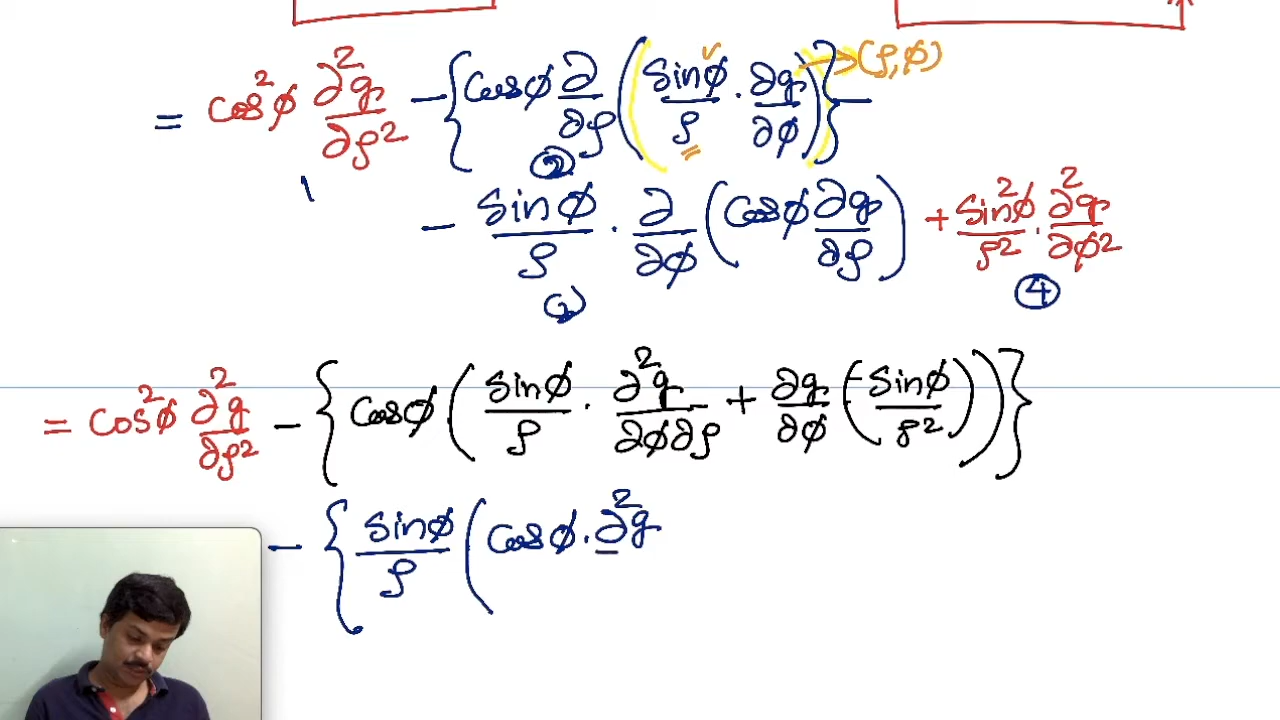 = cos²φ ∂²g/∂ρ² - { cosφ ∂/∂ρ ( sinφ/ρ · ∂g/∂φ ) } - → (ρ, φ)
1 ②
- sinφ/ρ · ∂/∂φ ( cosφ ∂g/∂ρ ) + sin²φ/ρ² · ∂²g/∂φ²
④
= cos²φ ∂²g/∂ρ² - { cosφ ( sinφ/ρ · ∂²g/∂φ∂ρ + ∂g/∂φ ( -sinφ/ρ² ) ) }
- { sinφ/ρ ( cosφ · ∂²g